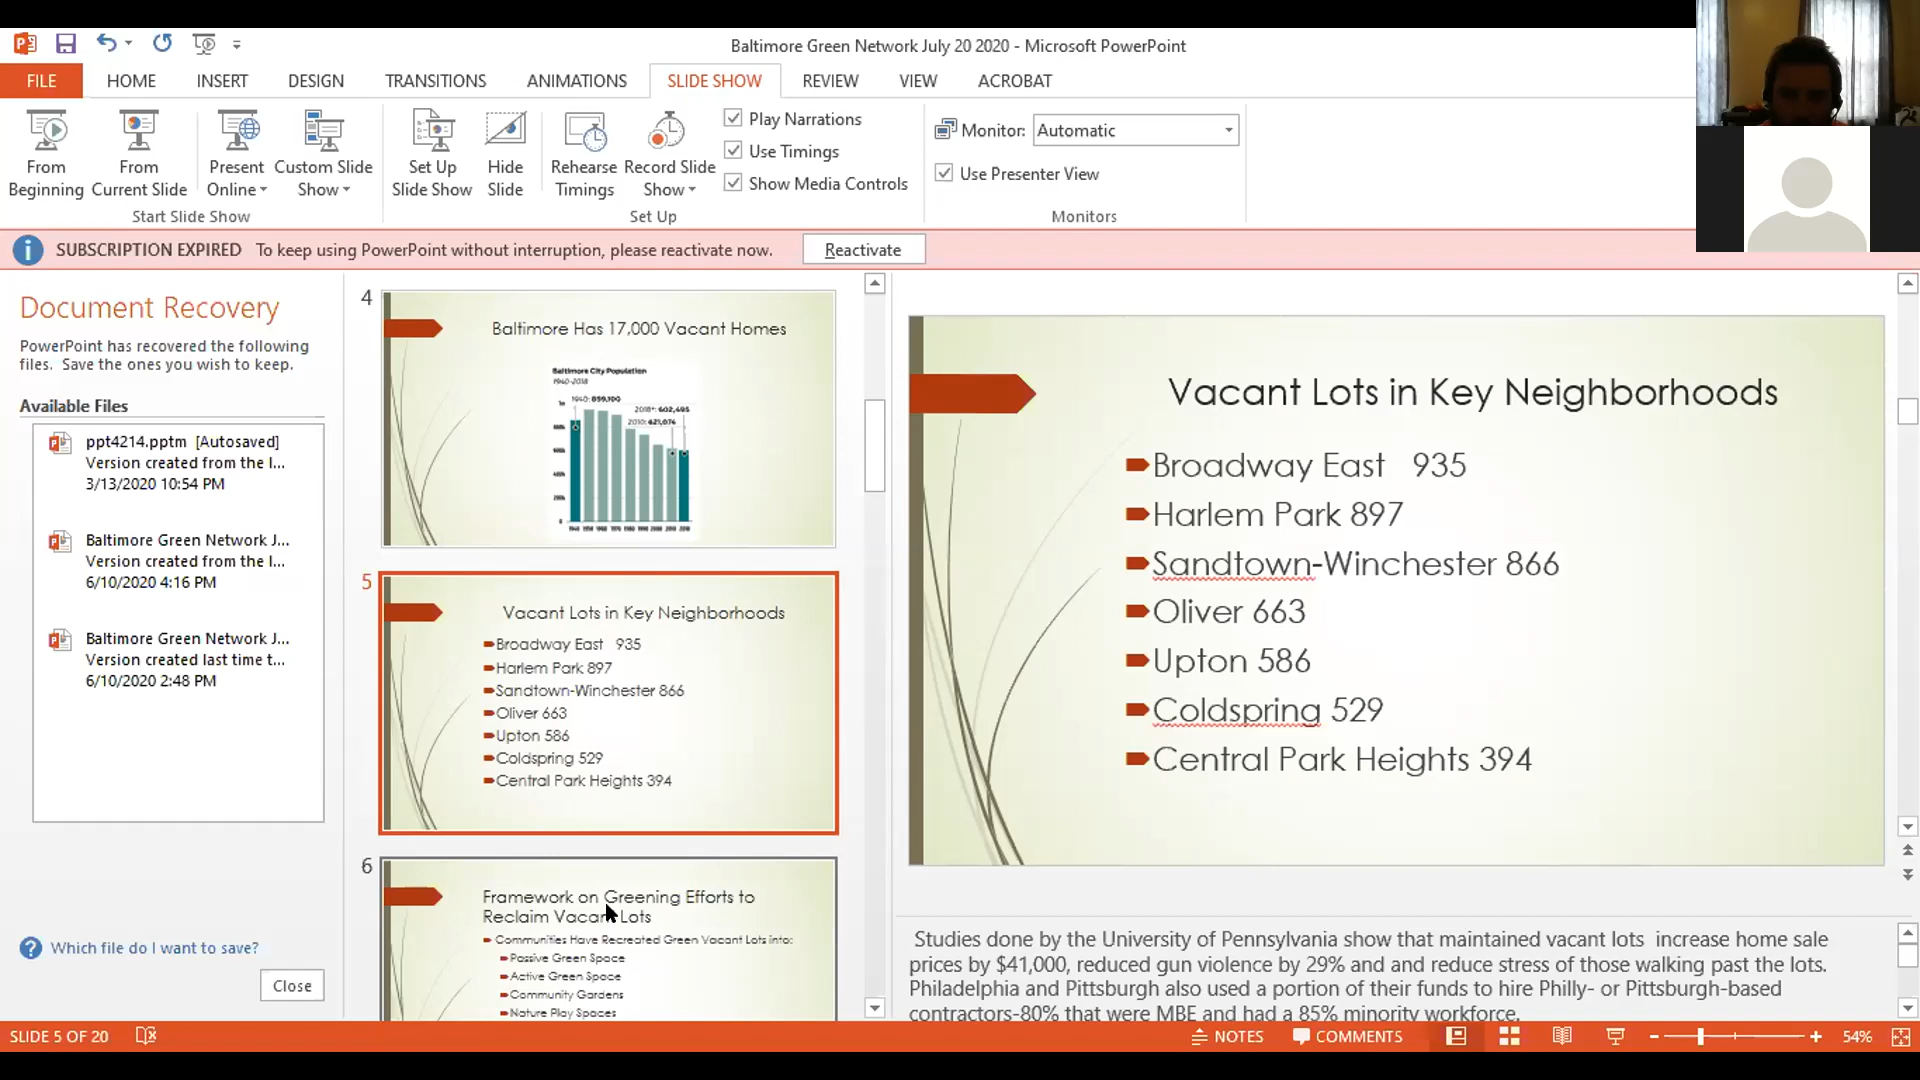 Baltimore Green Network July 20 2020 - Microsoft PowerPoint
FILE HOME INSERT DESIGN TRANSITIONS ANIMATIONS SLIDE SHOW REVIEW VIEW ACROBAT
From Beginning
From Current Slide
Present Online
Custom Slide Show
Start Slide Show
Set Up Slide Show
Hide Slide
Rehearse Timings
Record Slide Show
Play Narrations
Use Timings
Show Media Controls
Set Up
Monitor: Automatic
Use Presenter View
Monitors
SUBSCRIPTION EXPIRED To keep using PowerPoint without interruption, please reactivate now. Reactivate
Document Recovery
PowerPoint has recovered the following
files. Save the ones you wish to keep.
Available Files
ppt4214.pptm [Autosaved]
Version created from the l...
3/13/2020 10:54 PM
Baltimore Green Network J...
Version created from the l...
6/10/2020 4:16 PM
Baltimore Green Network J...
Version created last time t...
6/10/2020 2:48 PM
Which file do I want to save?
Close
4
Baltimore Has 17,000 Vacant Homes
Baltimore City Population
1940-2018
1940: 859,100
2018*: 602,495
2010: 621,074
5
Vacant Lots in Key Neighborhoods
Broadway East 935
Harlem Park 897
Sandtown-Winchester 866
Oliver 663
Upton 586
Coldspring 529
Central Park Heights 394
6
Framework on Greening Efforts to
Reclaim Vacant Lots
Communities Have Recreated Green Vacant Lots into:
Passive Green Space
Active Green Space
Community Gardens
Nature Play Spaces
Vacant Lots in Key Neighborhoods
Broadway East 935
Harlem Park 897
Sandtown-Winchester 866
Oliver 663
Upton 586
Coldspring 529
Central Park Heights 394
Studies done by the University of Pennsylvania show that maintained vacant lots increase home sale
prices by $41,000, reduced gun violence by 29% and and reduce stress of those walking past the lots.
Philadelphia and Pittsburgh also used a portion of their funds to hire Philly- or Pittsburgh-based
contractors-80% that were MBE and had a 85% minority workforce.
SLIDE 5 OF 20 NOTES COMMENTS 54%